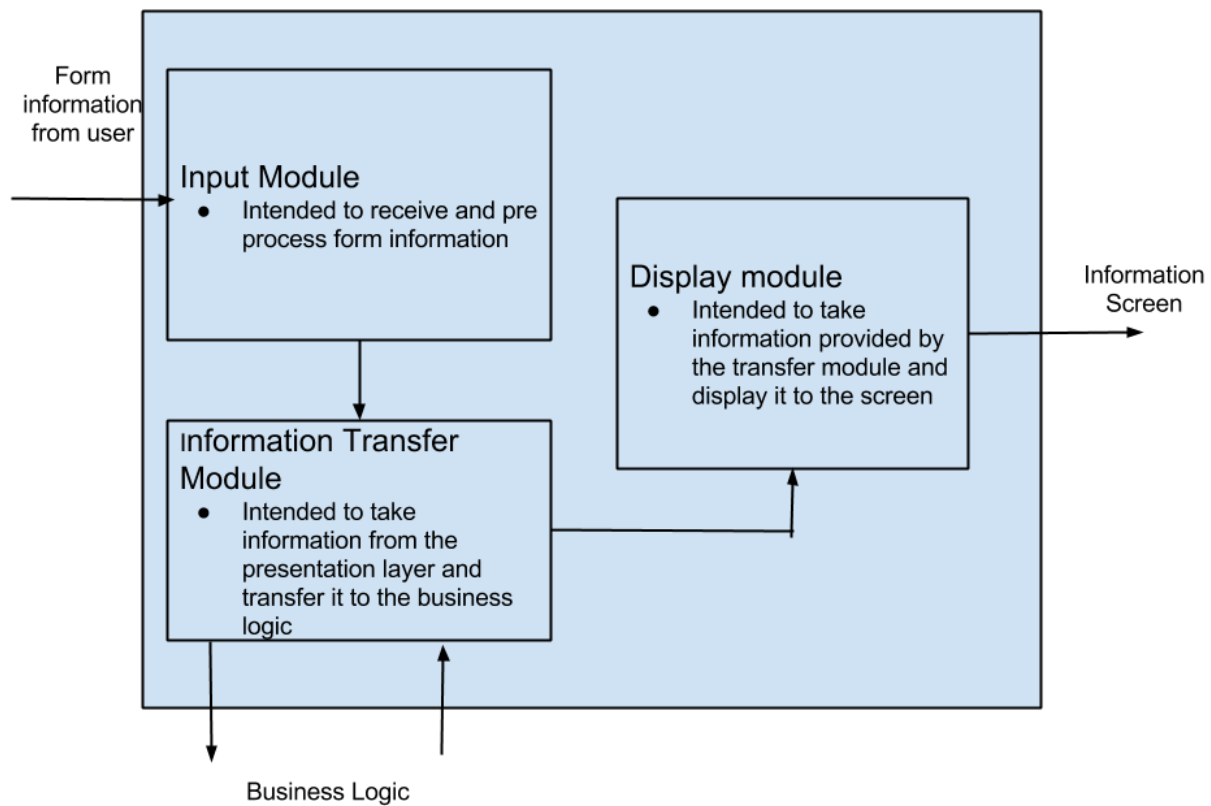 Form
information
from user
Input Module
● Intended to receive and pre
process form information
Display module
● Intended to take
information provided by
the transfer module and
display it to the screen
Information
Screen
Information Transfer
Module
● Intended to take
information from the
presentation layer and
transfer it to the business
logic
Business Logic